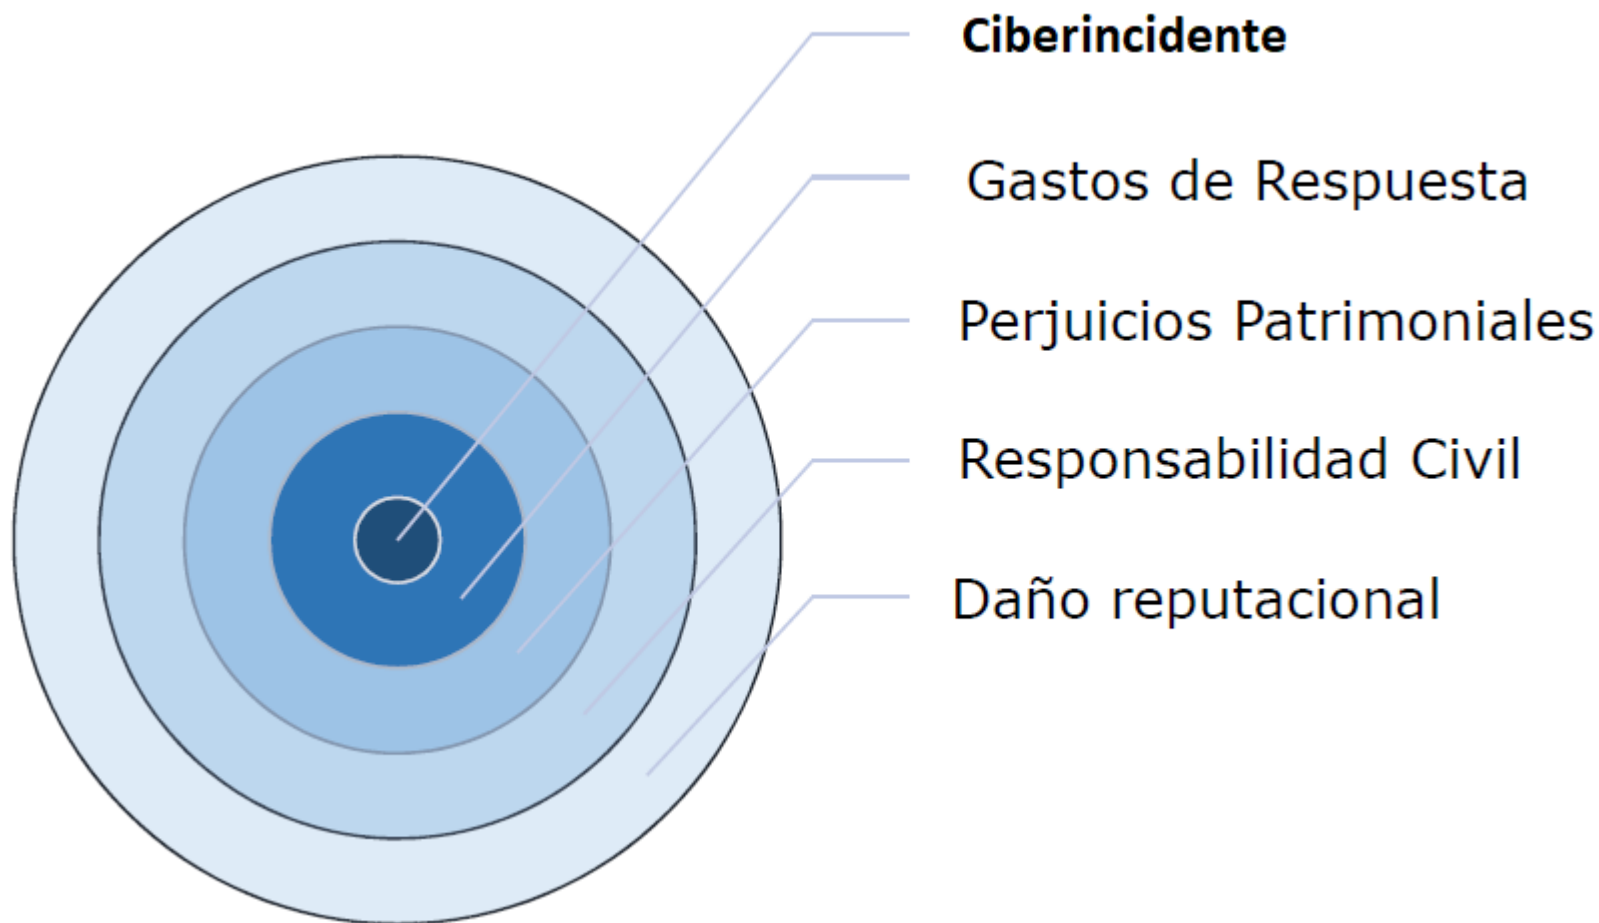 Ciberincidente
Gastos de Respuesta
Perjuicios Patrimoniales
Responsabilidad Civil
Daño reputacional